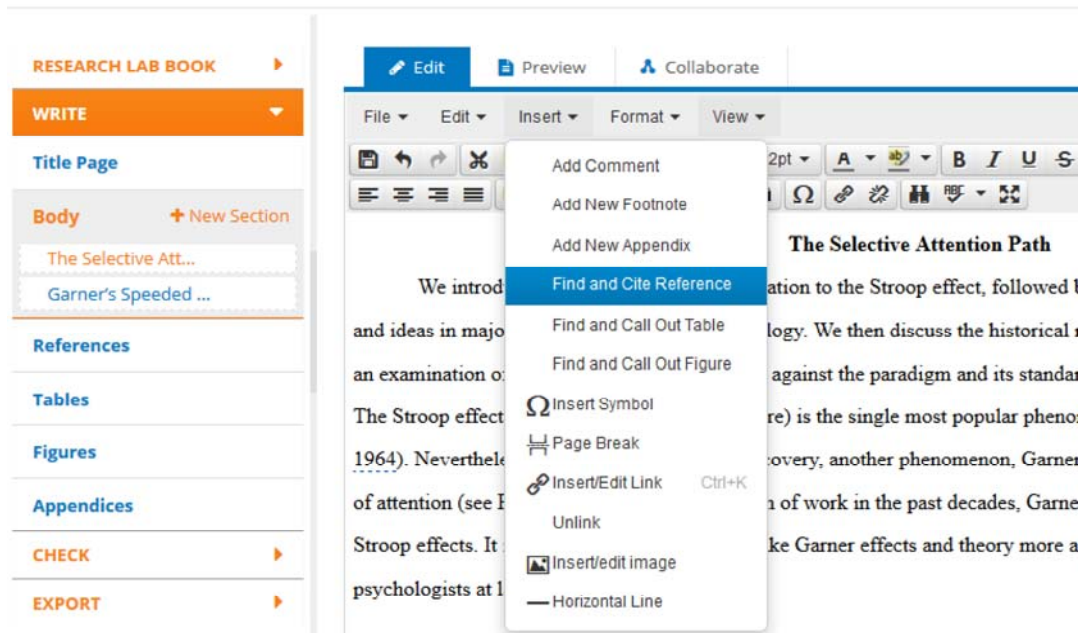 RESEARCH LAB BOOK
WRITE
Title Page
Body + New Section
The Selective Att...
Garner's Speeded ...
References
Tables
Figures
Appendices
CHECK
EXPORT
Edit Preview Collaborate
File Edit Insert Format View
2pt A ab B I U S
Ω ABC
Add Comment
Add New Footnote
Add New Appendix
Find and Cite Reference
Find and Call Out Table
Find and Call Out Figure
Ω Insert Symbol
Page Break
Insert/Edit Link Ctrl+K
Unlink
Insert/edit image
Horizontal Line
The Selective Attention Path
We introd ation to the Stroop effect, followed
and ideas in majo logy. We then discuss the historical
an examination o against the paradigm and its standa
The Stroop effect re) is the single most popular pheno
1964). Neverthele covery, another phenomenon, Garner
of attention (see n of work in the past decades, Garne
Stroop effects. It ke Garner effects and theory more a
psychologists at l